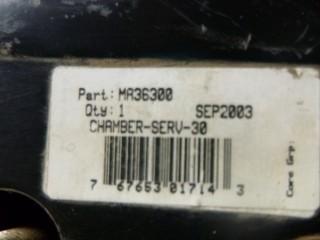 Part: MA36300
Qty: 1 SEP2003
CHAMBER-SERV-30
7 67653 01714 3
Core Grp: